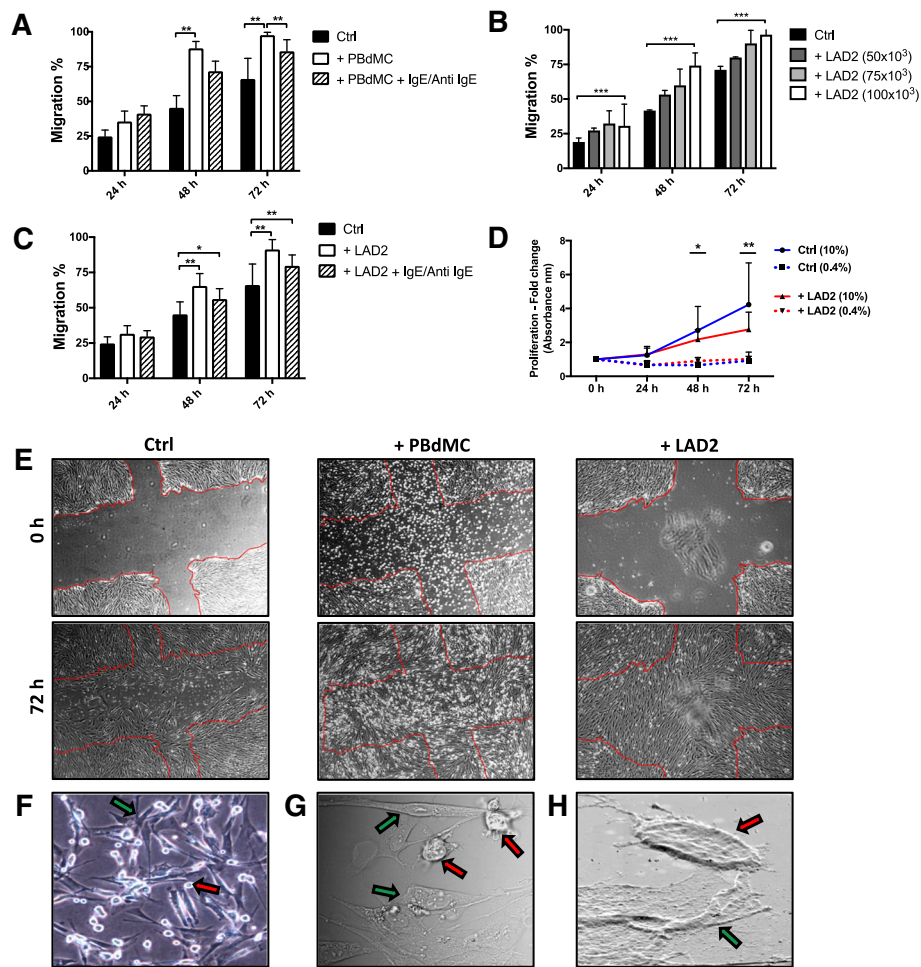 A
Migration %
100
75
50
25
0
**
** **
24 h
48 h
72 h
Ctrl
+ PBdMC
+ PBdMC + IgE/Anti IgE
B
Migration %
100
75
50
25
0
***
***
***
24 h
48 h
72 h
Ctrl
+ LAD2 (50x10³)
+ LAD2 (75x10³)
+ LAD2 (100x10³)
C
Migration %
100
75
50
25
0
*
**
**
**
24 h
48 h
72 h
Ctrl
+ LAD2
+ LAD2 + IgE/Anti IgE
D
Proliferation - Fold change
(Absorbance nm)
8
6
4
2
0
*
**
0 h
24 h
48 h
72 h
Ctrl (10%)
Ctrl (0.4%)
+ LAD2 (10%)
+ LAD2 (0.4%)
E
Ctrl
+ PBdMC
+ LAD2
0 h
72 h
F
G
H